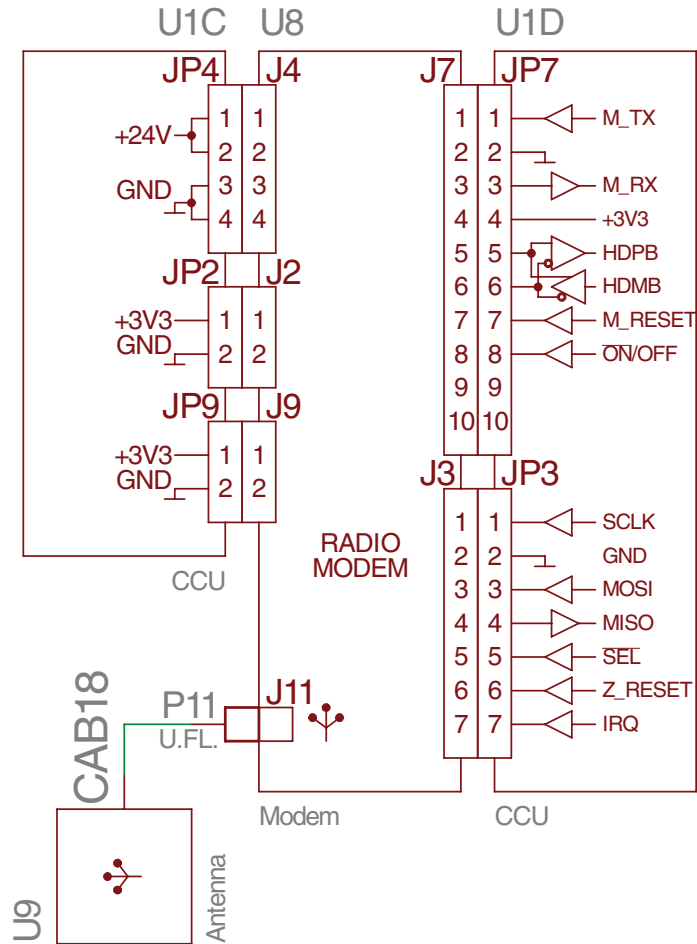 U1C U8 U1D
JP4 J4 J7 JP7
+24V 1 1 1 1 M_TX
2 2 2 2
GND 3 3 3 3 M_RX
4 4 4 4 +3V3
JP2 J2 5 5 HDPB
6 6 HDMB
+3V3 1 1 7 7 M_RESET
GND 2 2 8 8 ON/OFF
9 9
JP9 J9 10 10
+3V3 1 1
GND 2 2
J3 JP3
1 1 SCLK
RADIO
MODEM
2 2 GND
3 3 MOSI
CCU
4 4 MISO
5 5 SEL
6 6 Z_RESET
7 7 IRQ
P11 J11
U.FL.
CAB18
Modem CCU
U9
Antenna